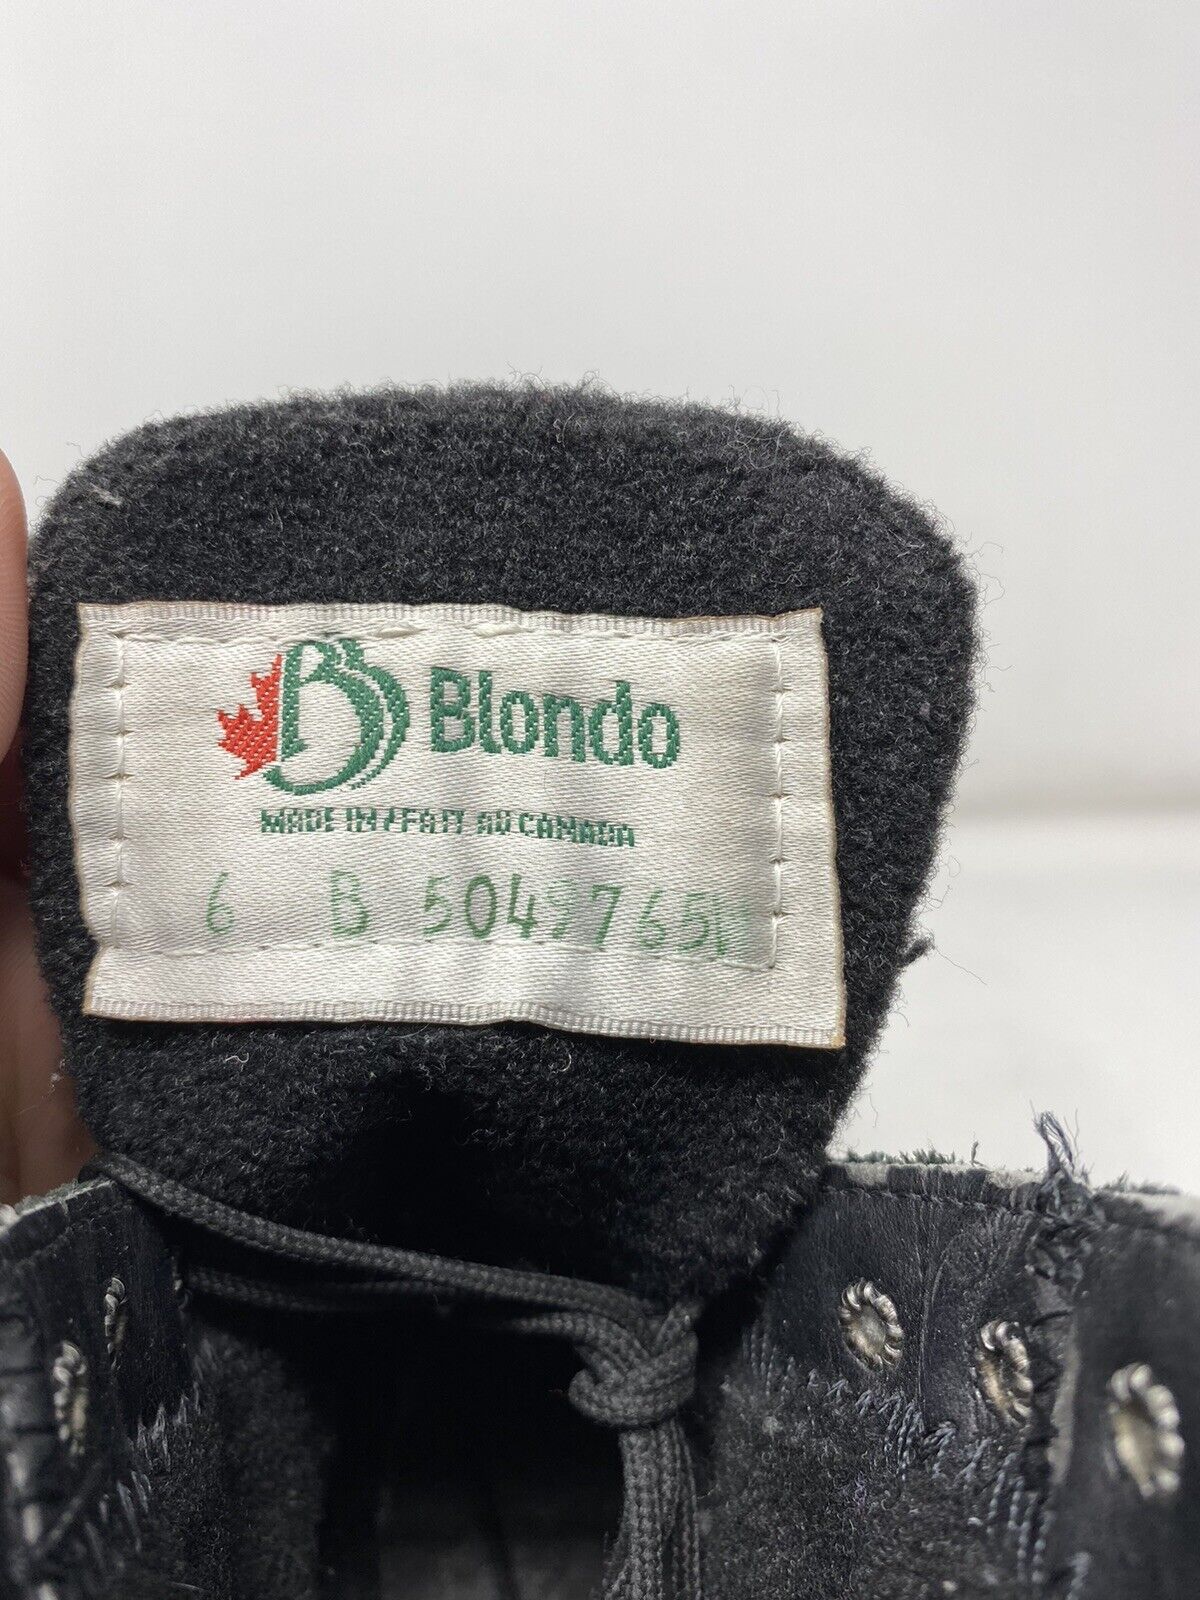 B Blondo
MADE IN / FAIT AU CANADA
6 B 5049765